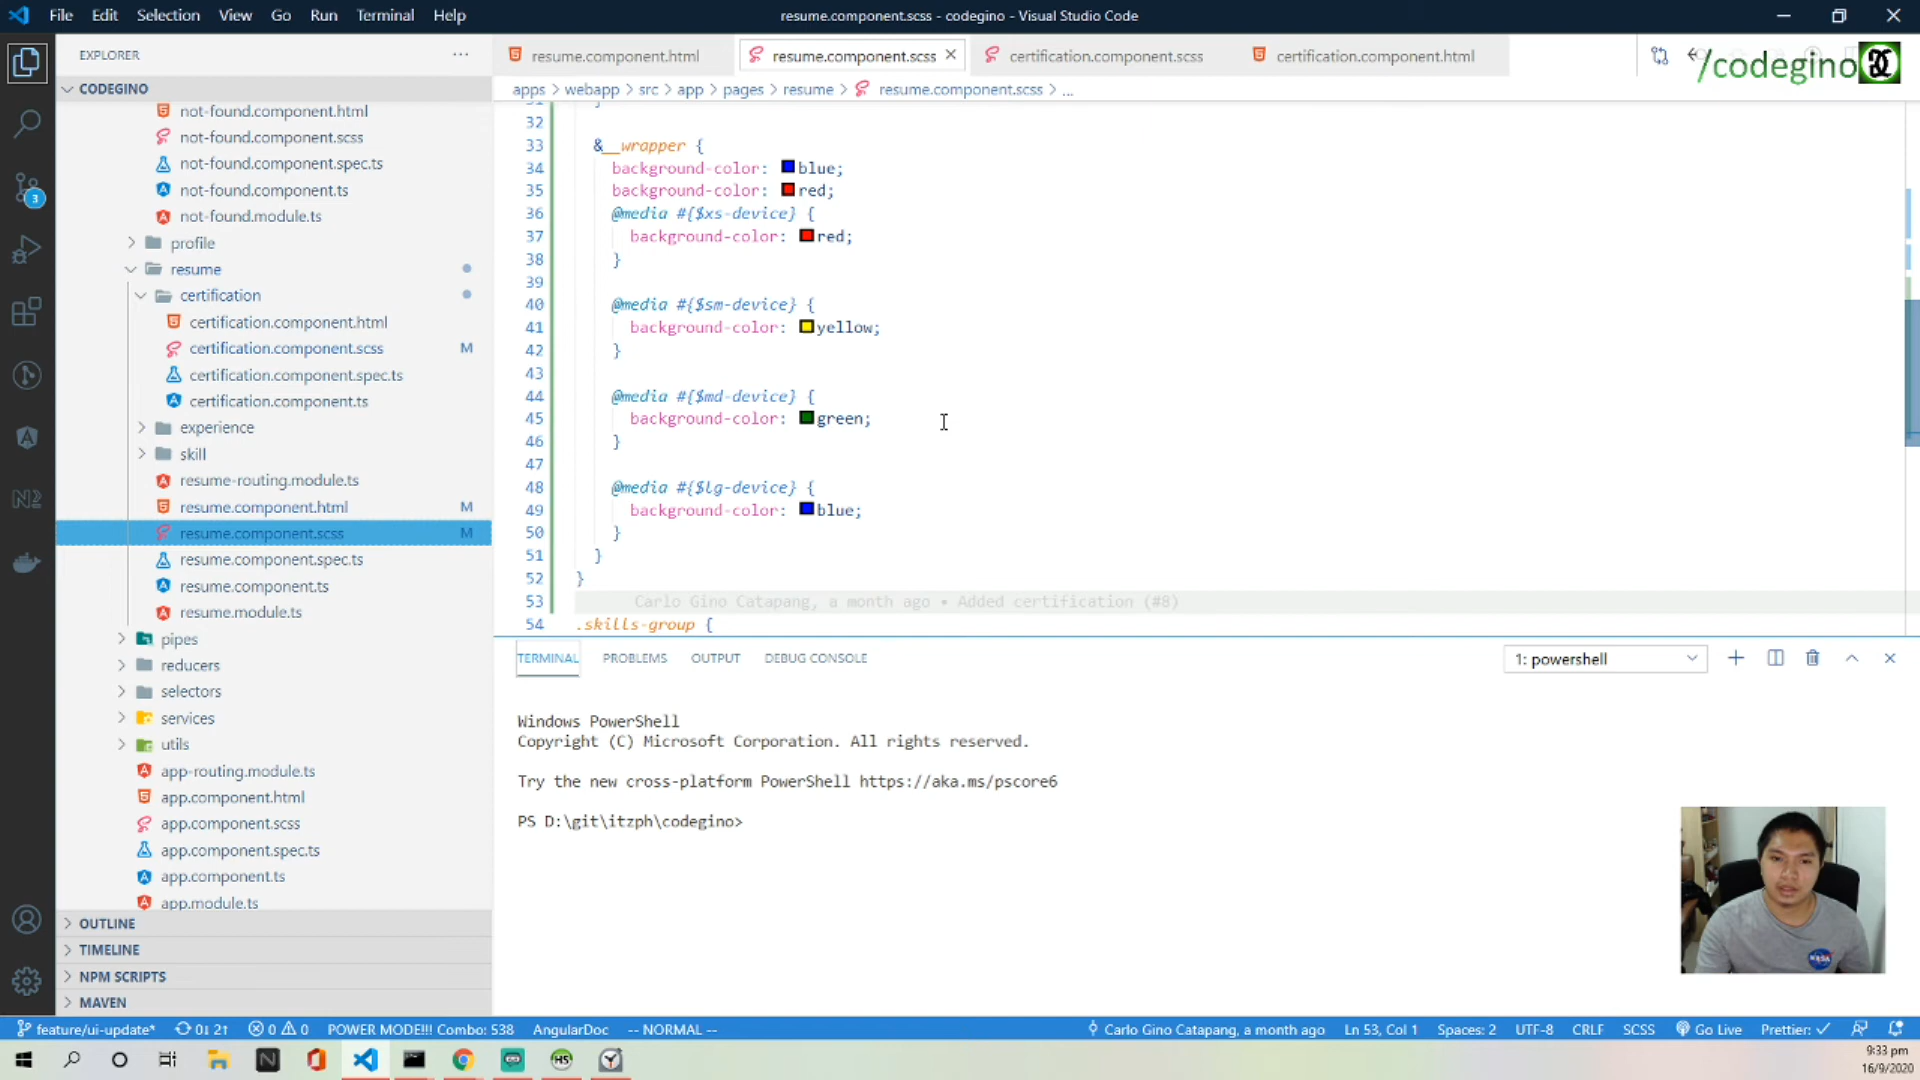 File Edit Selection View Go Run Terminal Help
resume.component.scss - codegino - Visual Studio Code
EXPLORER
CODEGINO
not-found.component.html
not-found.component.scss
not-found.component.spec.ts
not-found.component.ts
not-found.module.ts
profile
resume
certification
certification.component.html
certification.component.scss M
certification.component.spec.ts
certification.component.ts
experience
skill
resume-routing.module.ts
resume.component.html M
resume.component.scss M
resume.component.spec.ts
resume.component.ts
resume.module.ts
pipes
reducers
selectors
services
utils
app-routing.module.ts
app.component.html
app.component.scss
app.component.spec.ts
app.component.ts
app.module.ts
OUTLINE
TIMELINE
NPM SCRIPTS
MAVEN
3
resume.component.html resume.component.scss certification.component.scss certification.component.html
/codegino
apps > webapp > src > app > pages > resume > resume.component.scss > ...
32
33 &__wrapper {
34 background-color: blue;
35 background-color: red;
36 @media #{$xs-device} {
37 background-color: red;
38 }
39
40 @media #{$sm-device} {
41 background-color: yellow;
42 }
43
44 @media #{$md-device} {
45 background-color: green;
46 }
47
48 @media #{$lg-device} {
49 background-color: blue;
50 }
51 }
52 }
53 Carlo Gino Catapang, a month ago • Added certification (#8)
54 .skills-group {
TERMINAL PROBLEMS OUTPUT DEBUG CONSOLE
1: powershell
Windows PowerShell
Copyright (C) Microsoft Corporation. All rights reserved.
Try the new cross-platform PowerShell https://aka.ms/pscore6
PS D:\git\itzph\codegino>
NASA
feature/ui-update* 0↓ 2↑ 0 0 POWER MODE!!! Combo: 538 AngularDoc -- NORMAL --
Carlo Gino Catapang, a month ago Ln 53, Col 1 Spaces: 2 UTF-8 CRLF SCSS Go Live Prettier: ✓
9:33 pm
16/9/2020